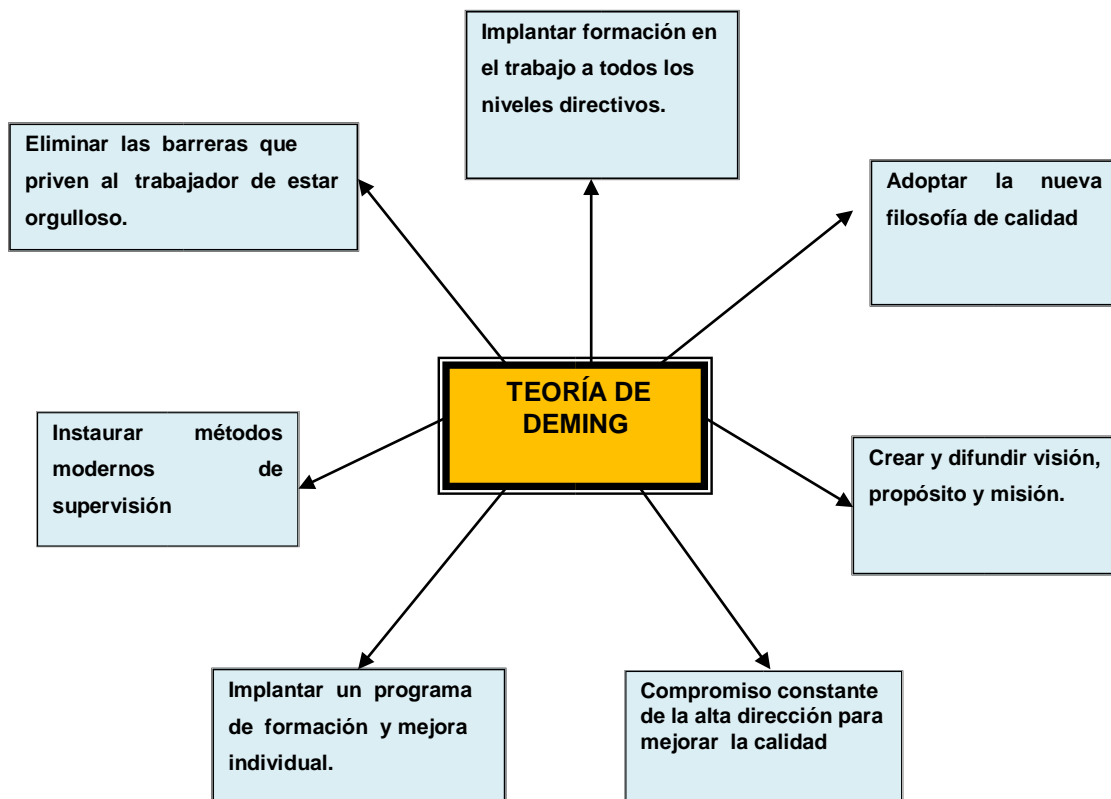 Implantar formación en
el trabajo a todos los
niveles directivos.
Eliminar las barreras que
priven al trabajador de estar
orgulloso.
Adoptar la nueva
filosofía de calidad
TEORÍA DE
DEMING
Instaurar métodos
modernos de
supervisión
Crear y difundir visión,
propósito y misión.
Implantar un programa
de formación y mejora
individual.
Compromiso constante
de la alta dirección para
mejorar la calidad